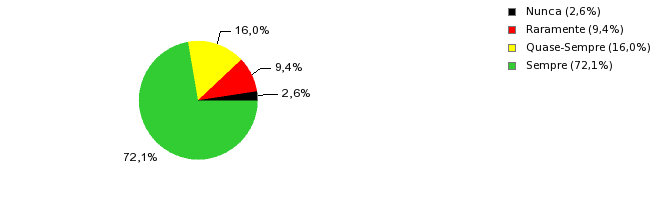 16,0%
9,4%
2,6%
72,1%
Nunca (2,6%)
Raramente (9,4%)
Quase-Sempre (16,0%)
Sempre (72,1%)